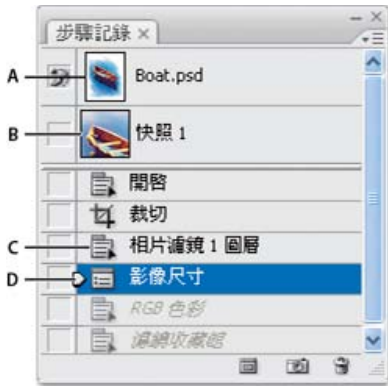 步驟記錄 ×
A
Boat.psd
B
快照 1
開啓
裁切
C
相片濾鏡 1 圖層
D
影像尺寸
RGB 色彩
濾鏡收藏館